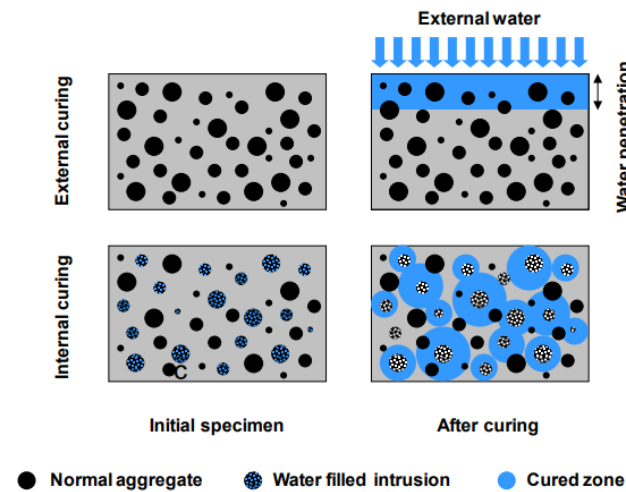 External water
External curing
Water penetration
Internal curing
C
Initial specimen
After curing
Normal aggregate
Water filled intrusion
Cured zone